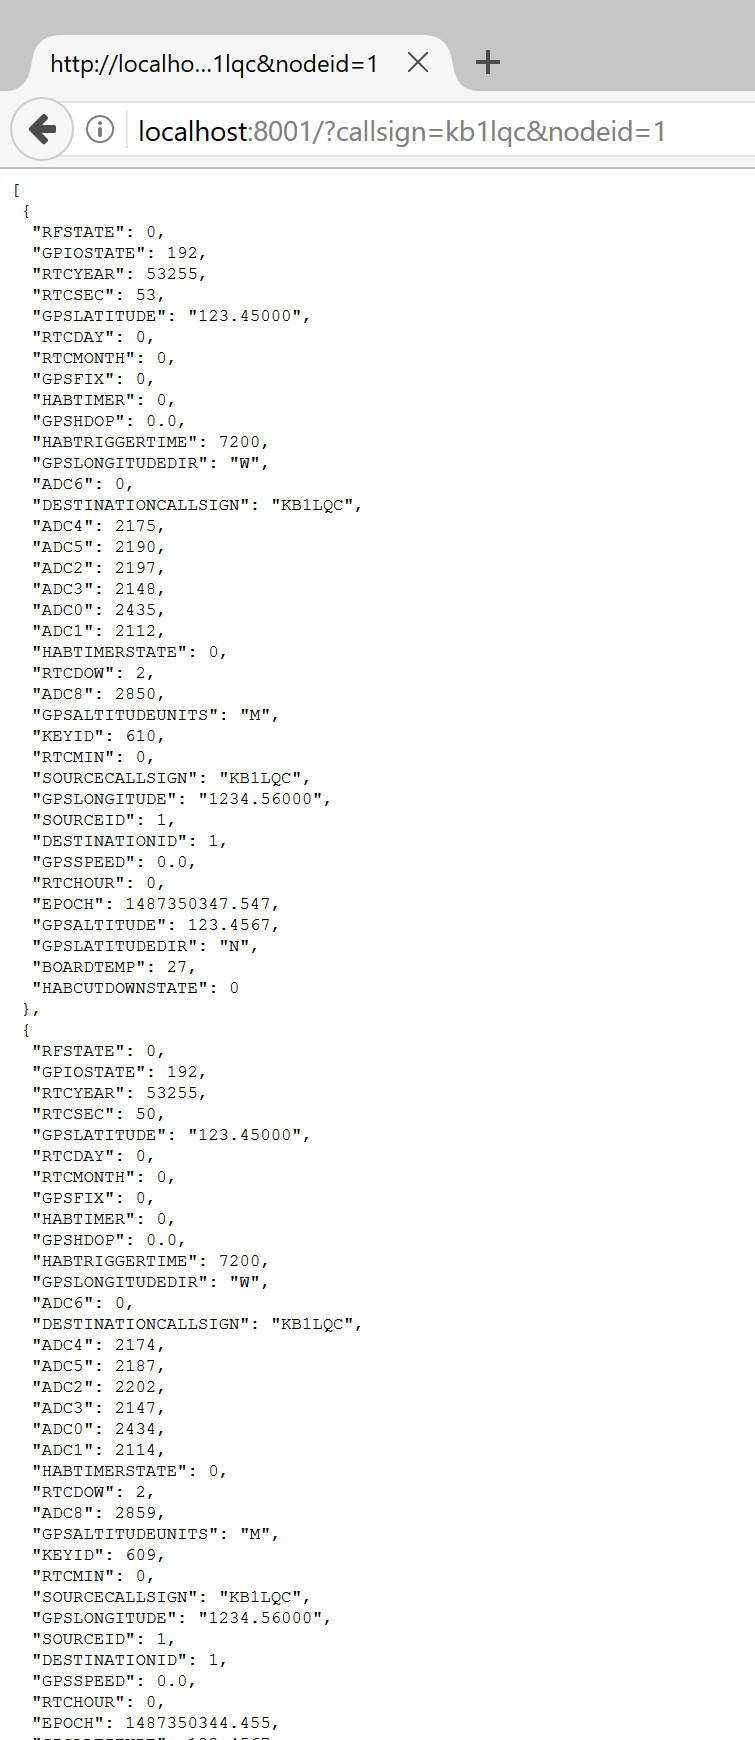 http://localho...1lqc&nodeid=1
localhost:8001/?callsign=kb1lqc&nodeid=1
[
{
"RFSTATE": 0,
"GPIOSTATE": 192,
"RTCYEAR": 53255,
"RTCSEC": 53,
"GPSLATITUDE": "123.45000",
"RTCDAY": 0,
"RTCMONTH": 0,
"GPSFIX": 0,
"HABTIMER": 0,
"GPSHDOP": 0.0,
"HABTRIGGERTIME": 7200,
"GPSLONGITUDEDIR": "W",
"ADC6": 0,
"DESTINATIONCALLSIGN": "KB1LQC",
"ADC4": 2175,
"ADC5": 2190,
"ADC2": 2197,
"ADC3": 2148,
"ADC0": 2435,
"ADC1": 2112,
"HABTIMERSTATE": 0,
"RTCDOW": 2,
"ADC8": 2850,
"GPSALTITUDEUNITS": "M",
"KEYID": 610,
"RTCMIN": 0,
"SOURCECALLSIGN": "KB1LQC",
"GPSLONGITUDE": "1234.56000",
"SOURCEID": 1,
"DESTINATIONID": 1,
"GPSSPEED": 0.0,
"RTCHOUR": 0,
"EPOCH": 1487350347.547,
"GPSALTITUDE": 123.4567,
"GPSLATITUDEDIR": "N",
"BOARDTEMP": 27,
"HABCUTDOWNSTATE": 0
},
{
"RFSTATE": 0,
"GPIOSTATE": 192,
"RTCYEAR": 53255,
"RTCSEC": 50,
"GPSLATITUDE": "123.45000",
"RTCDAY": 0,
"RTCMONTH": 0,
"GPSFIX": 0,
"HABTIMER": 0,
"GPSHDOP": 0.0,
"HABTRIGGERTIME": 7200,
"GPSLONGITUDEDIR": "W",
"ADC6": 0,
"DESTINATIONCALLSIGN": "KB1LQC",
"ADC4": 2174,
"ADC5": 2187,
"ADC2": 2202,
"ADC3": 2147,
"ADC0": 2434,
"ADC1": 2114,
"HABTIMERSTATE": 0,
"RTCDOW": 2,
"ADC8": 2859,
"GPSALTITUDEUNITS": "M",
"KEYID": 609,
"RTCMIN": 0,
"SOURCECALLSIGN": "KB1LQC",
"GPSLONGITUDE": "1234.56000",
"SOURCEID": 1,
"DESTINATIONID": 1,
"GPSSPEED": 0.0,
"RTCHOUR": 0,
"EPOCH": 1487350344.455,